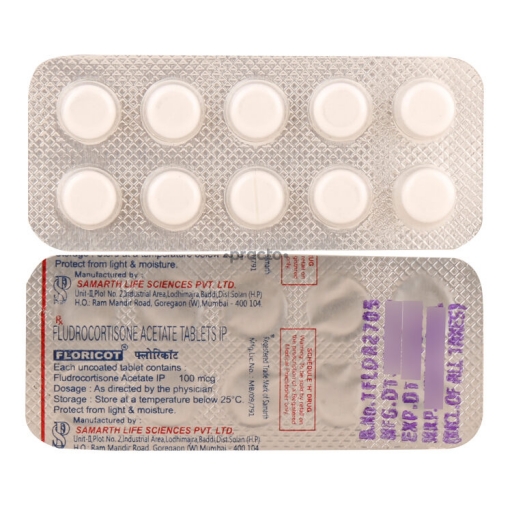 Protect from light & moisture.
Manufactured by :
SAMARTH LIFE SCIENCES PVT. LTD.
Unit-II,Plot No. 2,Industrial Area,Lodhimajra,Baddi,Dist.Solan (H.P)
H.O.: Ram Mandir Road, Goregaon (W) Mumbai - 400 104
practo
Rx
FLUDROCORTISONE ACETATE TABLETS IP
FLORICOT® फ्लोरिकॉट
Each uncoated tablet contains
Fludrocortisone Acetate IP 100 mcg
Dosage : As directed by the physician
Storage : Store at a temperature below 25°C.
Protect from light & moisture.
Manufactured by :
SAMARTH LIFE SCIENCES PVT. LTD.
Unit-II,Plot No. 2,Industrial Area,Lodhimajra,Baddi,Dist.Solan (H.P)
H.O.: Ram Mandir Road, Goregaon (W) Mumbai - 400 104
SCHEDULE 'H' DRUG
B.No.TFLOR2705
MFG.DT.
EXP.DT.
M.R.P.
(INCL OF ALL TAXES)